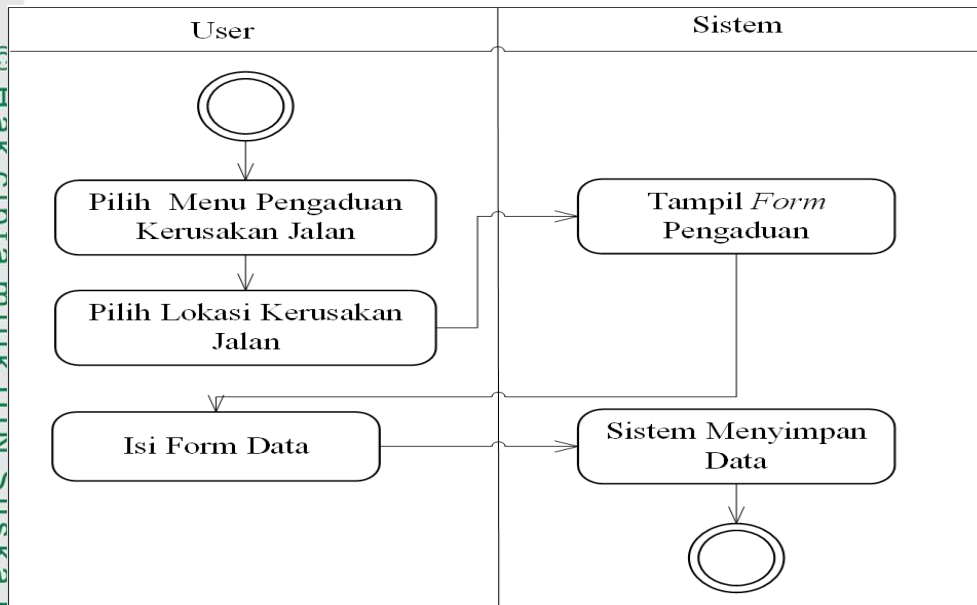 User
Sistem
Pilih Menu Pengaduan
Kerusakan Jalan
Pilih Lokasi Kerusakan
Jalan
Tampil Form
Pengaduan
Isi Form Data
Sistem Menyimpan
Data